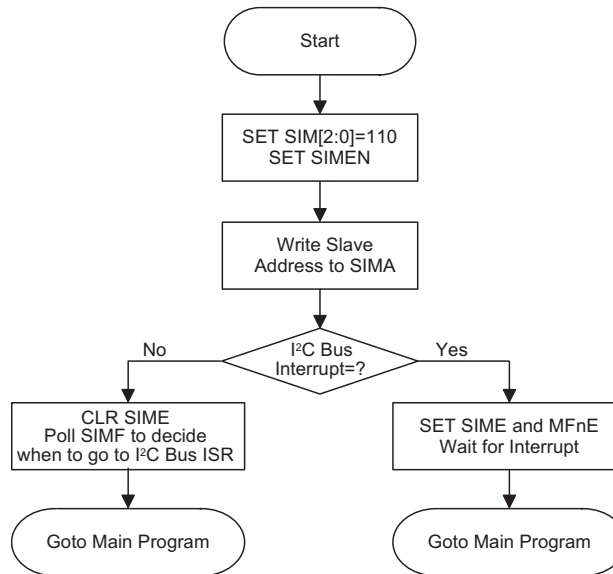 Start
SET SIM[2:0]=110
SET SIMEN
Write Slave
Address to SIMA
I²C Bus
Interrupt=?
No
Yes
CLR SIME
Poll SIMF to decide
when to go to I²C Bus ISR
SET SIME and MFnE
Wait for Interrupt
Goto Main Program
Goto Main Program